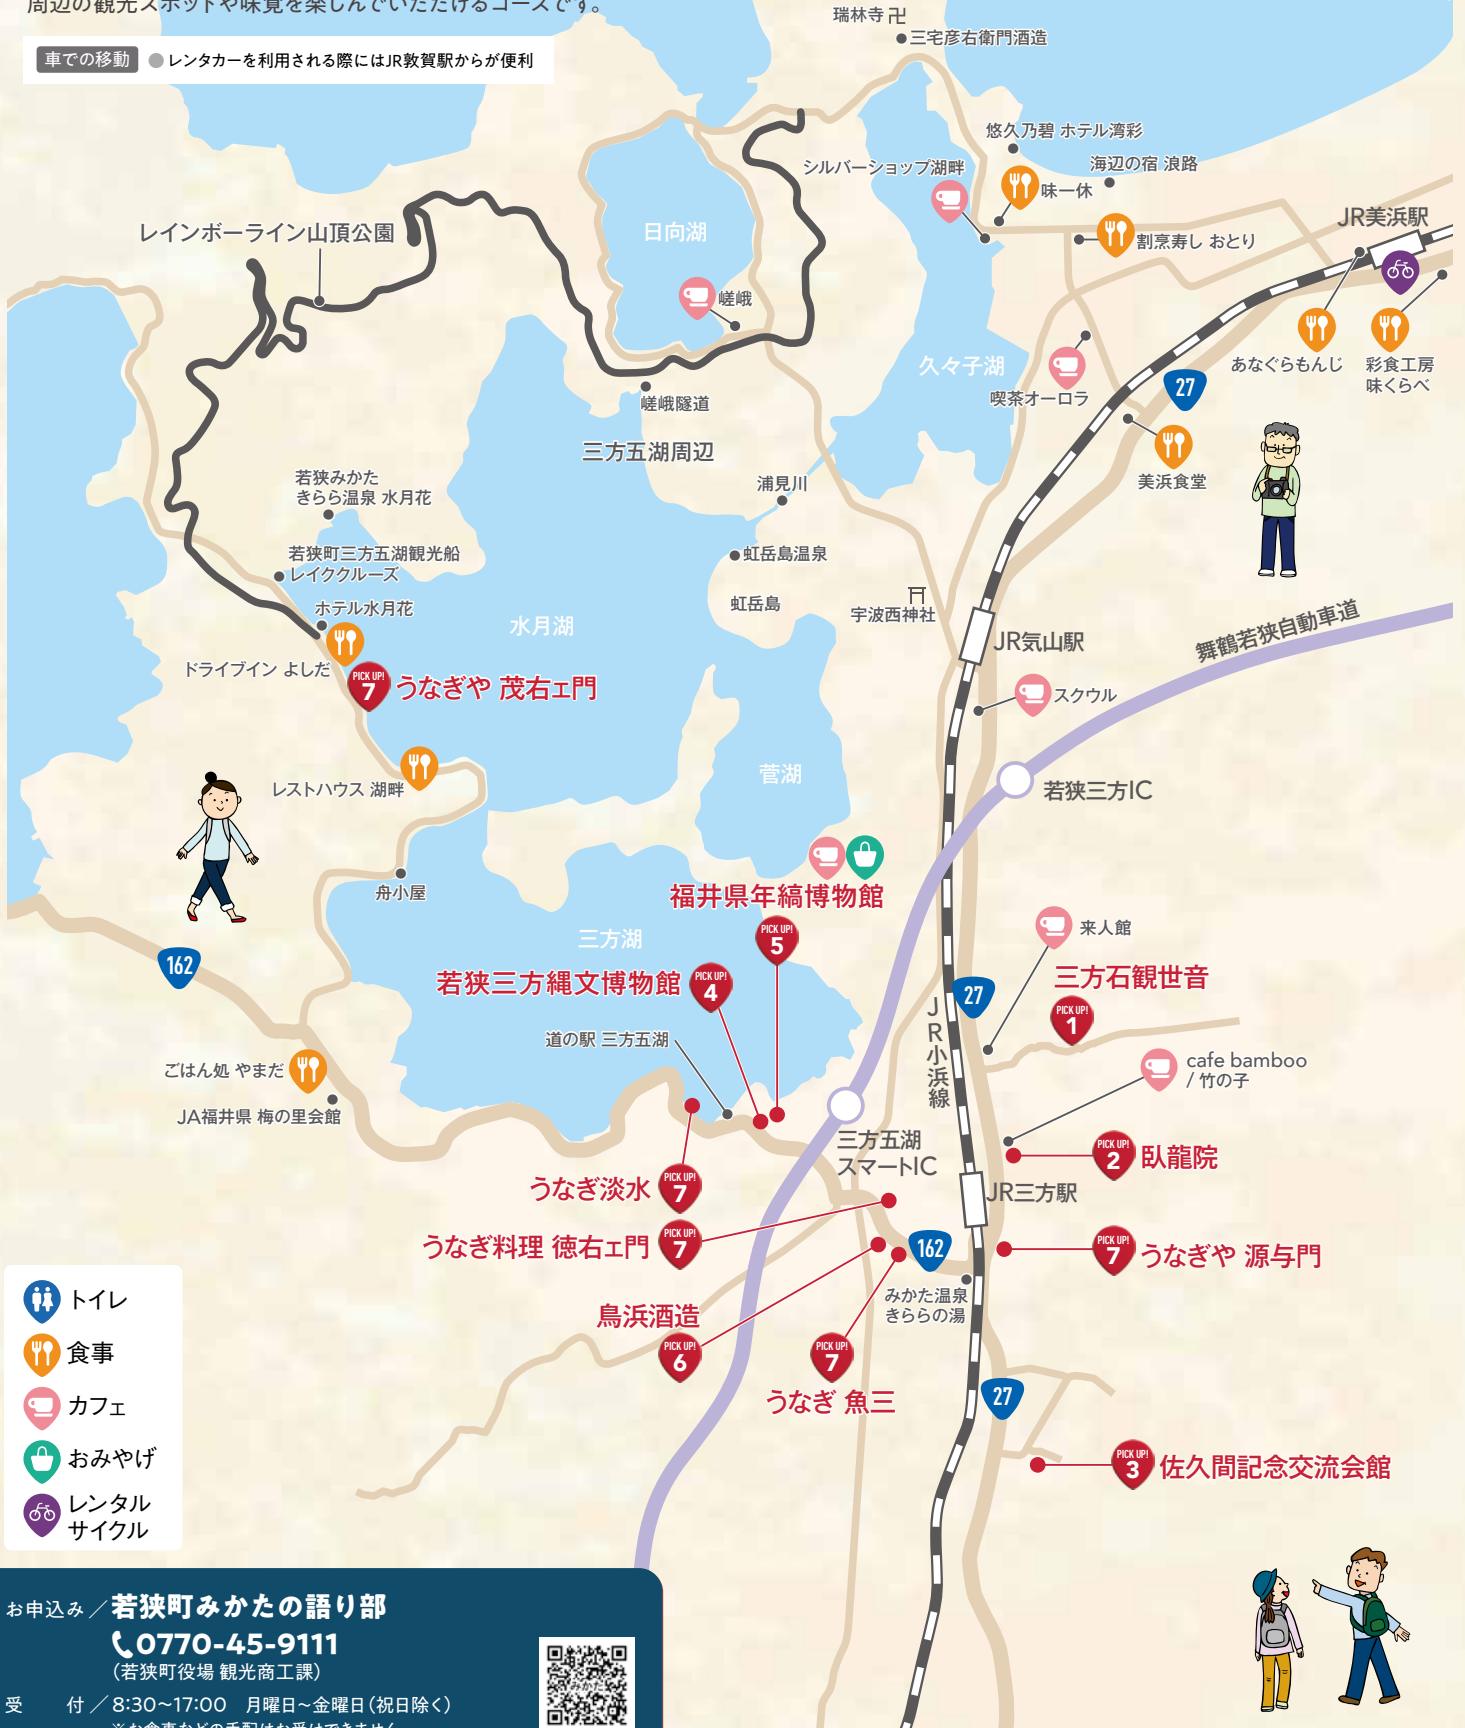 周辺の観光スポットや味覚を楽しんでいただけるコースです。
車での移動 ●レンタカーを利用される際にはJR敦賀駅からが便利
瑞林寺 卍
三宅彦右衛門酒造
悠久乃碧 ホテル湾彩
海辺の宿 浪路
シルバーショップ湖畔
味一休
割烹寿し おとり
JR美浜駅
レインボーライン山頂公園
日向湖
嵯峨
久々子湖
あなぐらもんじ
彩食工房
味くらべ
喫茶オーロラ
27
嵯峨隧道
三方五湖周辺
美浜食堂
若狭みかた
きらら温泉 水月花
浦見川
若狭町三方五湖観光船
レイククルーズ
虹岳島温泉
虹岳島
ホテル水月花
水月湖
宇波西神社
JR気山駅
舞鶴若狭自動車道
ドライブイン よしだ
PICK UP!
7
うなぎや 茂右ェ門
スクウル
菅湖
若狭三方IC
レストハウス 湖畔
舟小屋
福井県年縞博物館
PICK UP!
5
三方湖
来人館
162
若狭三方縄文博物館
PICK UP!
4
三方石観世音
PICK UP!
1
27
JR小浜線
道の駅 三方五湖
ごはん処 やまだ
cafe bamboo
/ 竹の子
JA福井県 梅の里会館
三方五湖
スマートIC
PICK UP!
2
臥龍院
うなぎ淡水
PICK UP!
7
JR三方駅
うなぎ料理 徳右ェ門
PICK UP!
7
162
PICK UP!
7
うなぎや 源与門
みかた温泉
きららの湯
鳥浜酒造
PICK UP!
6
PICK UP!
7
うなぎ 魚三
27
PICK UP!
3
佐久間記念交流会館
トイレ
食事
カフェ
おみやげ
レンタル
サイクル
お申込み／若狭町みかたの語り部
0770-45-9111
（若狭町役場 観光商工課）
みかた
受　付／8:30〜17:00　月曜日〜金曜日（祝日除く）
※お食事などの手配はお受けできません